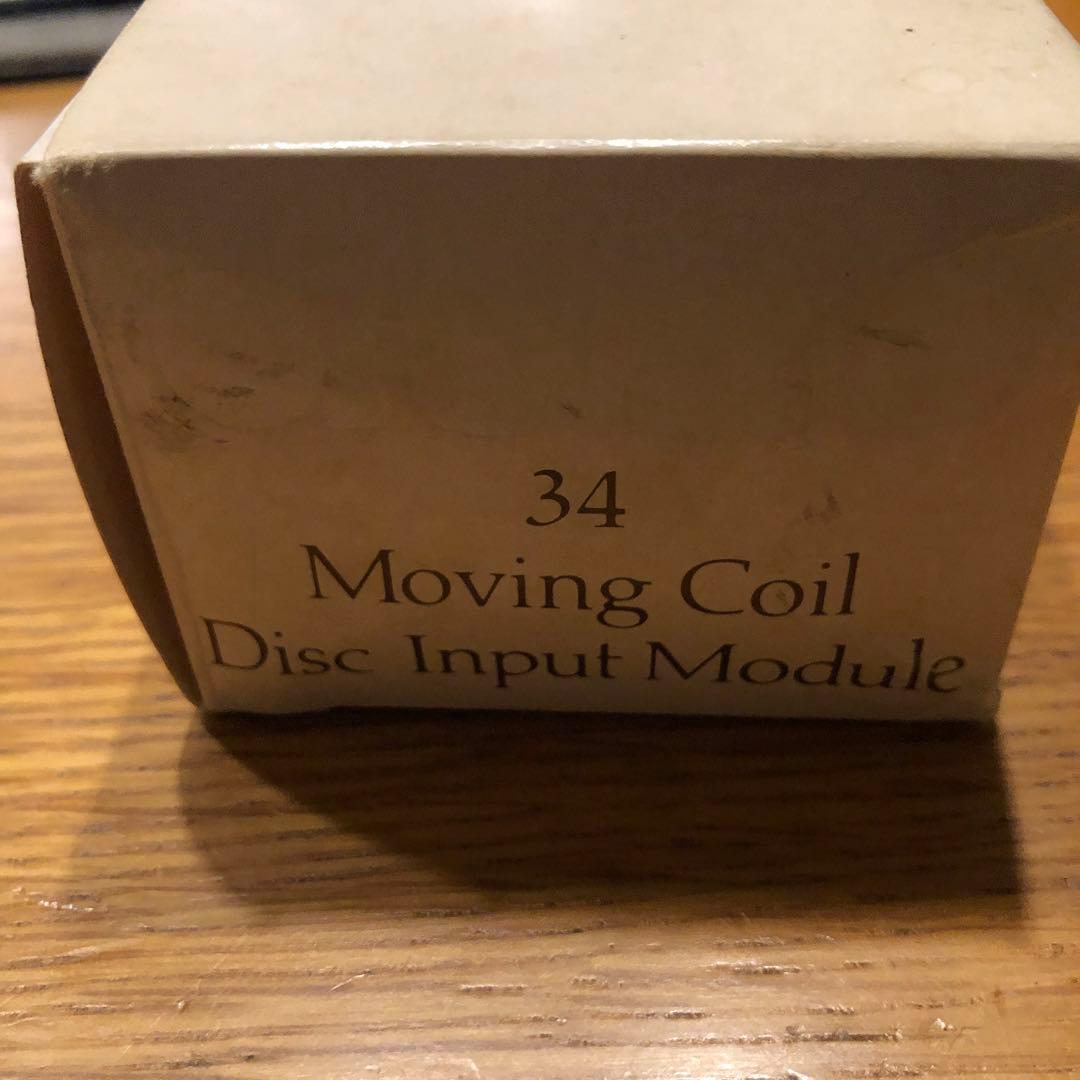 34
Moving Coil
Disc Input Module